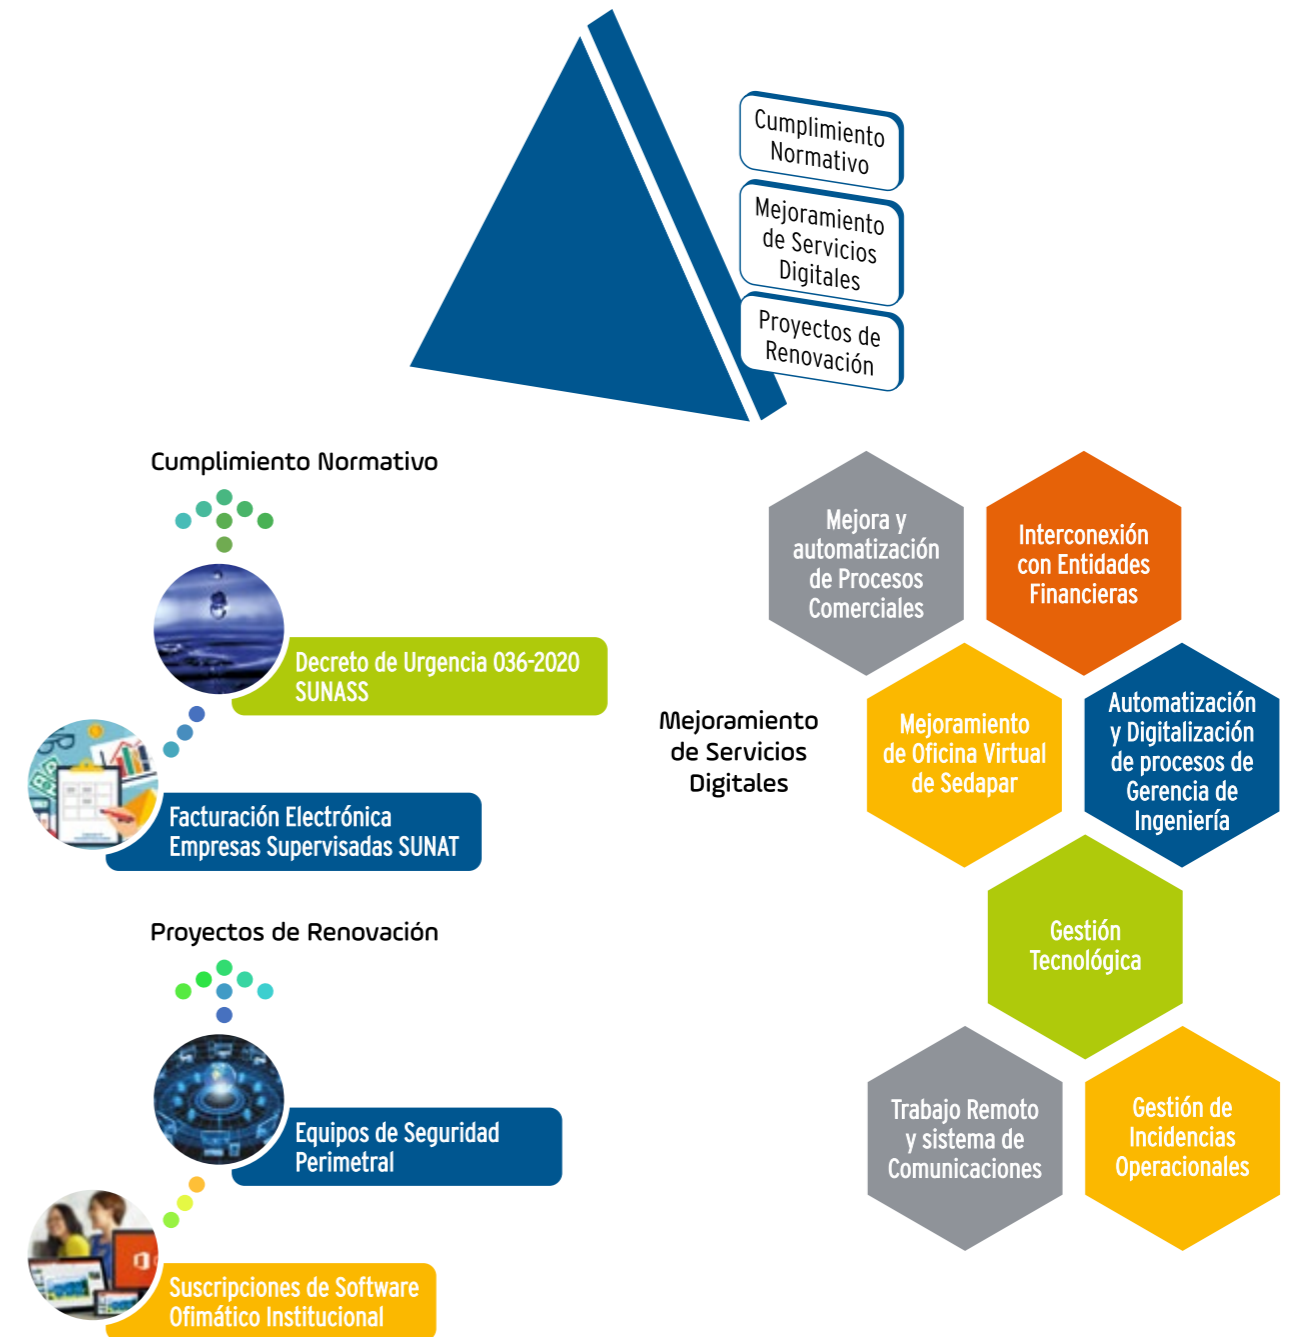 Cumplimiento
Normativo
Mejoramiento
de Servicios
Digitales
Proyectos de
Renovación
Cumplimiento Normativo
Decreto de Urgencia 036-2020
SUNASS
Facturación Electrónica
Empresas Supervisadas SUNAT
Proyectos de Renovación
Equipos de Seguridad
Perimetral
Suscripciones de Software
Ofimático Institucional
Mejoramiento
de Servicios
Digitales
Mejora y
automatización
de Procesos
Comerciales
Interconexión
con Entidades
Financieras
Mejoramiento
de Oficina Virtual
de Sedapar
Automatización
y Digitalización
de procesos de
Gerencia de
Ingeniería
Gestión
Tecnológica
Trabajo Remoto
y sistema de
Comunicaciones
Gestión de
Incidencias
Operacionales